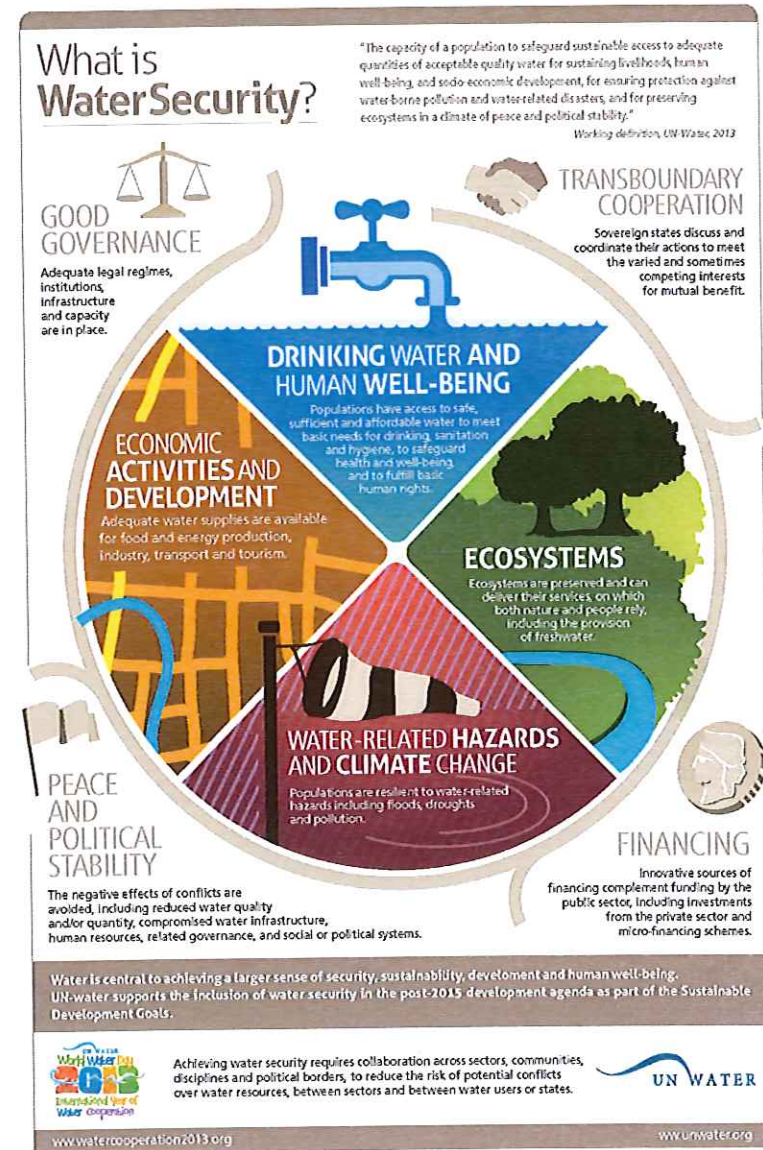 What is
WaterSecurity?
"The capacity of a population to safeguard sustainable access to adequate
quantities of acceptable quality water for sustaining livelihoods, human
well-being, and socio-economic development, for ensuring protection against
water-borne pollution and water-related disasters, and for preserving
ecosystems in a climate of peace and political stability."
Working definition, UN-Water, 2013
GOOD
GOVERNANCE
Adequate legal regimes,
institutions,
infrastructure
and capacity
are in place.
TRANSBOUNDARY
COOPERATION
Sovereign states discuss and
coordinate their actions to meet
the varied and sometimes
competing interests
for mutual benefit.
DRINKING WATER AND
HUMAN WELL-BEING
Populations have access to safe,
sufficient and affordable water to meet
basic needs for drinking, sanitation
and hygiene, to safeguard
health and well-being,
and to fulfill basic
human rights.
ECONOMIC
ACTIVITIES AND
DEVELOPMENT
Adequate water supplies are available
for food and energy production,
industry, transport and tourism.
ECOSYSTEMS
Ecosystems are preserved and can
deliver their services, on which
both nature and people rely,
including the provision
of freshwater.
WATER-RELATED HAZARDS
AND CLIMATE CHANGE
Populations are resilient to water-related
hazards including floods, droughts
and pollution.
PEACE
AND
POLITICAL
STABILITY
The negative effects of conflicts are
avoided, including reduced water quality
and/or quantity, compromised water infrastructure,
human resources, related governance, and social or political systems.
FINANCING
Innovative sources of
financing complement funding by the
public sector, including investments
from the private sector and
micro-financing schemes.
Water is central to achieving a larger sense of security, sustainability, develoment and human well-being.
UN-water supports the inclusion of water security in the post-2015 development agenda as part of the Sustainable
Development Goals.
UN WATER
World Water Day
2013
International Year of
Water Cooperation
Achieving water security requires collaboration across sectors, communities,
disciplines and political borders, to reduce the risk of potential conflicts
over water resources, between sectors and between water users or states.
UN WATER
www.watercooperation2013.org
www.unwater.org